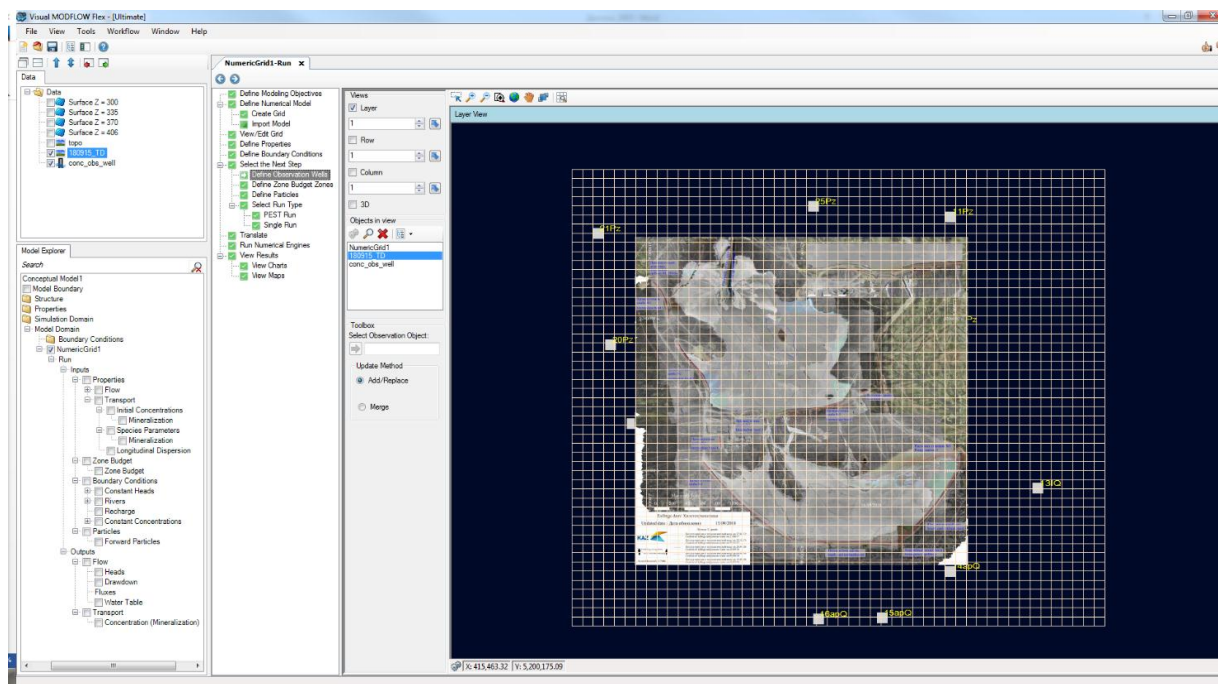 Visual MODFLOW Flex - [Ultimate]
File View Tools Workflow Window Help
Data
Data
Surface Z = 300
Surface Z = 335
Surface Z = 370
Surface Z = 406
topo
180915_TD
conc_obs_well
Model Explorer
Search
Conceptual Model1
Model Boundary
Structure
Properties
Simulation Domain
Model Domain
Boundary Conditions
NumericGrid1
Run
Inputs
Properties
Flow
Transport
Initial Concentrations
Mineralization
Species Parameters
Mineralization
Longitudinal Dispersion
Zone Budget
Zone Budget
Boundary Conditions
Constant Heads
Rivers
Recharge
Constant Concentrations
Particles
Forward Particles
Outputs
Flow
Heads
Drawdown
Fluxes
Water Table
Transport
Concentration (Mineralization)
NumericGrid1-Run x
Define Modeling Objectives
Define Numerical Model
Create Grid
Import Model
View/Edit Grid
Define Properties
Define Boundary Conditions
Select the Next Step
Define Observation Wells
Define Zone Budget Zones
Define Particles
Select Run Type
PEST Run
Single Run
Translate
Run Numerical Engines
View Results
View Charts
View Maps
Views
Layer
1
Row
1
Column
1
3D
Objects in view
NumericGrid1
180915_TD
conc_obs_well
Toolbox
Select Observation Object:
Update Method
Add/Replace
Merge
Layer View
25Pz
11Pz
21Pz
Pz
20Pz
13IQ
14apQ
16apQ
15apQ
KAZ
X: 415,463.32 Y: 5,200,175.09